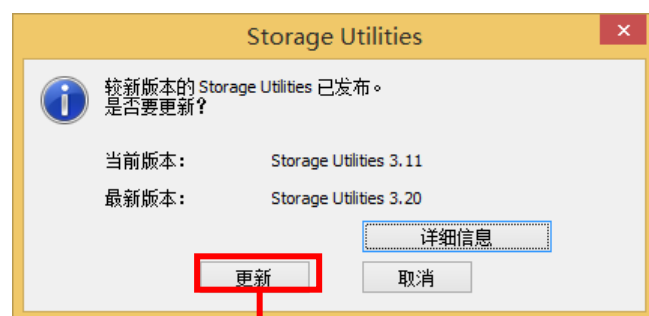 Storage Utilities
较新版本的 Storage Utilities 已发布。
是否要更新?
当前版本: Storage Utilities 3.11
最新版本: Storage Utilities 3.20
详细信息
更新 取消